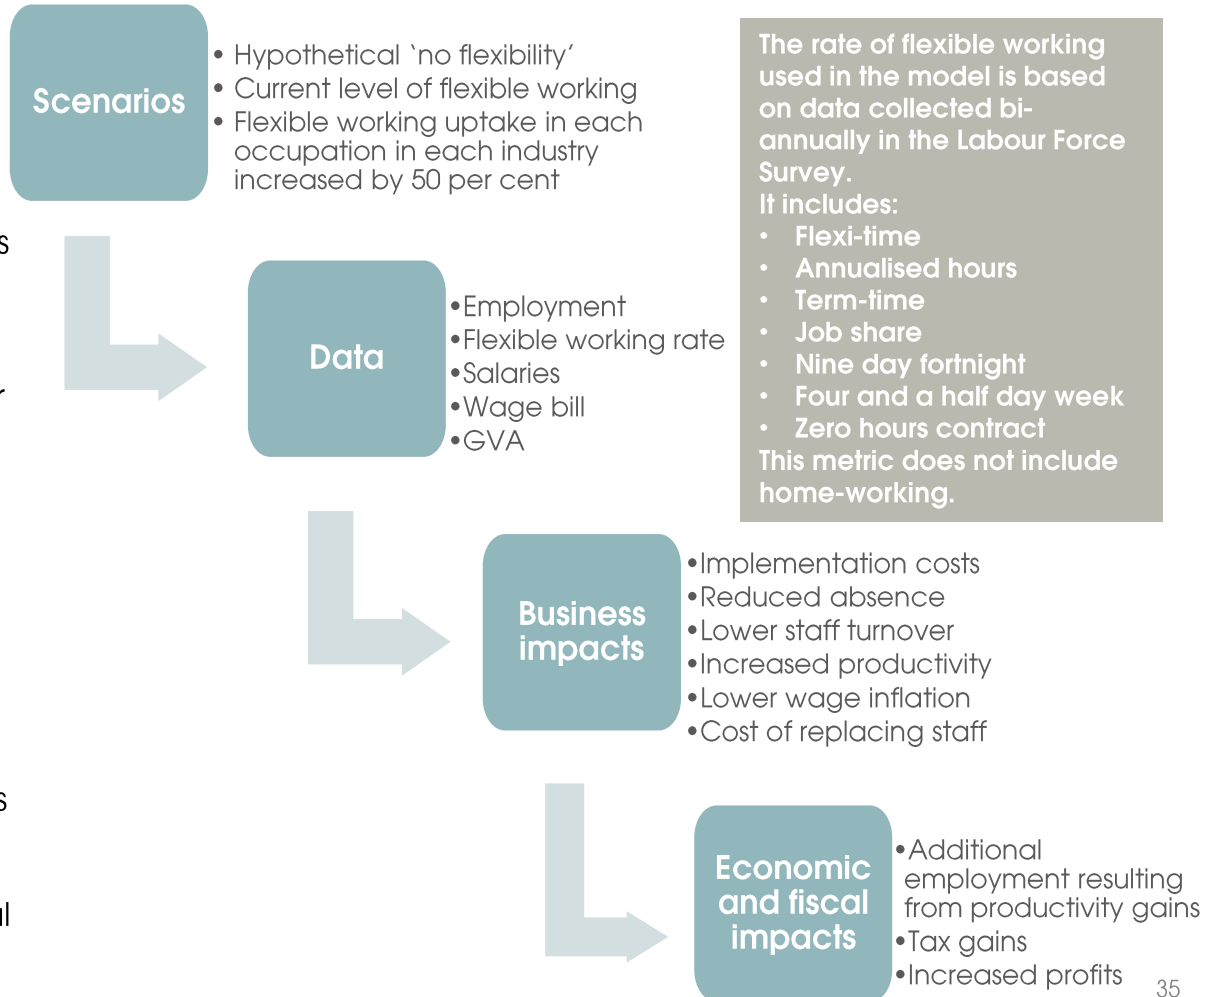 Scenarios
• Hypothetical ‘no flexibility’
• Current level of flexible working
• Flexible working uptake in each
occupation in each industry
increased by 50 per cent
The rate of flexible working
used in the model is based
on data collected bi-
annually in the Labour Force
Survey.
It includes:
• Flexi-time
• Annualised hours
• Term-time
• Job share
• Nine day fortnight
• Four and a half day week
• Zero hours contract
This metric does not include
home-working.
Data
•Employment
•Flexible working rate
•Salaries
•Wage bill
•GVA
Business
impacts
•Implementation costs
•Reduced absence
•Lower staff turnover
•Increased productivity
•Lower wage inflation
•Cost of replacing staff
Economic
and fiscal
impacts
•Additional
employment resulting
from productivity gains
•Tax gains
•Increased profits
35